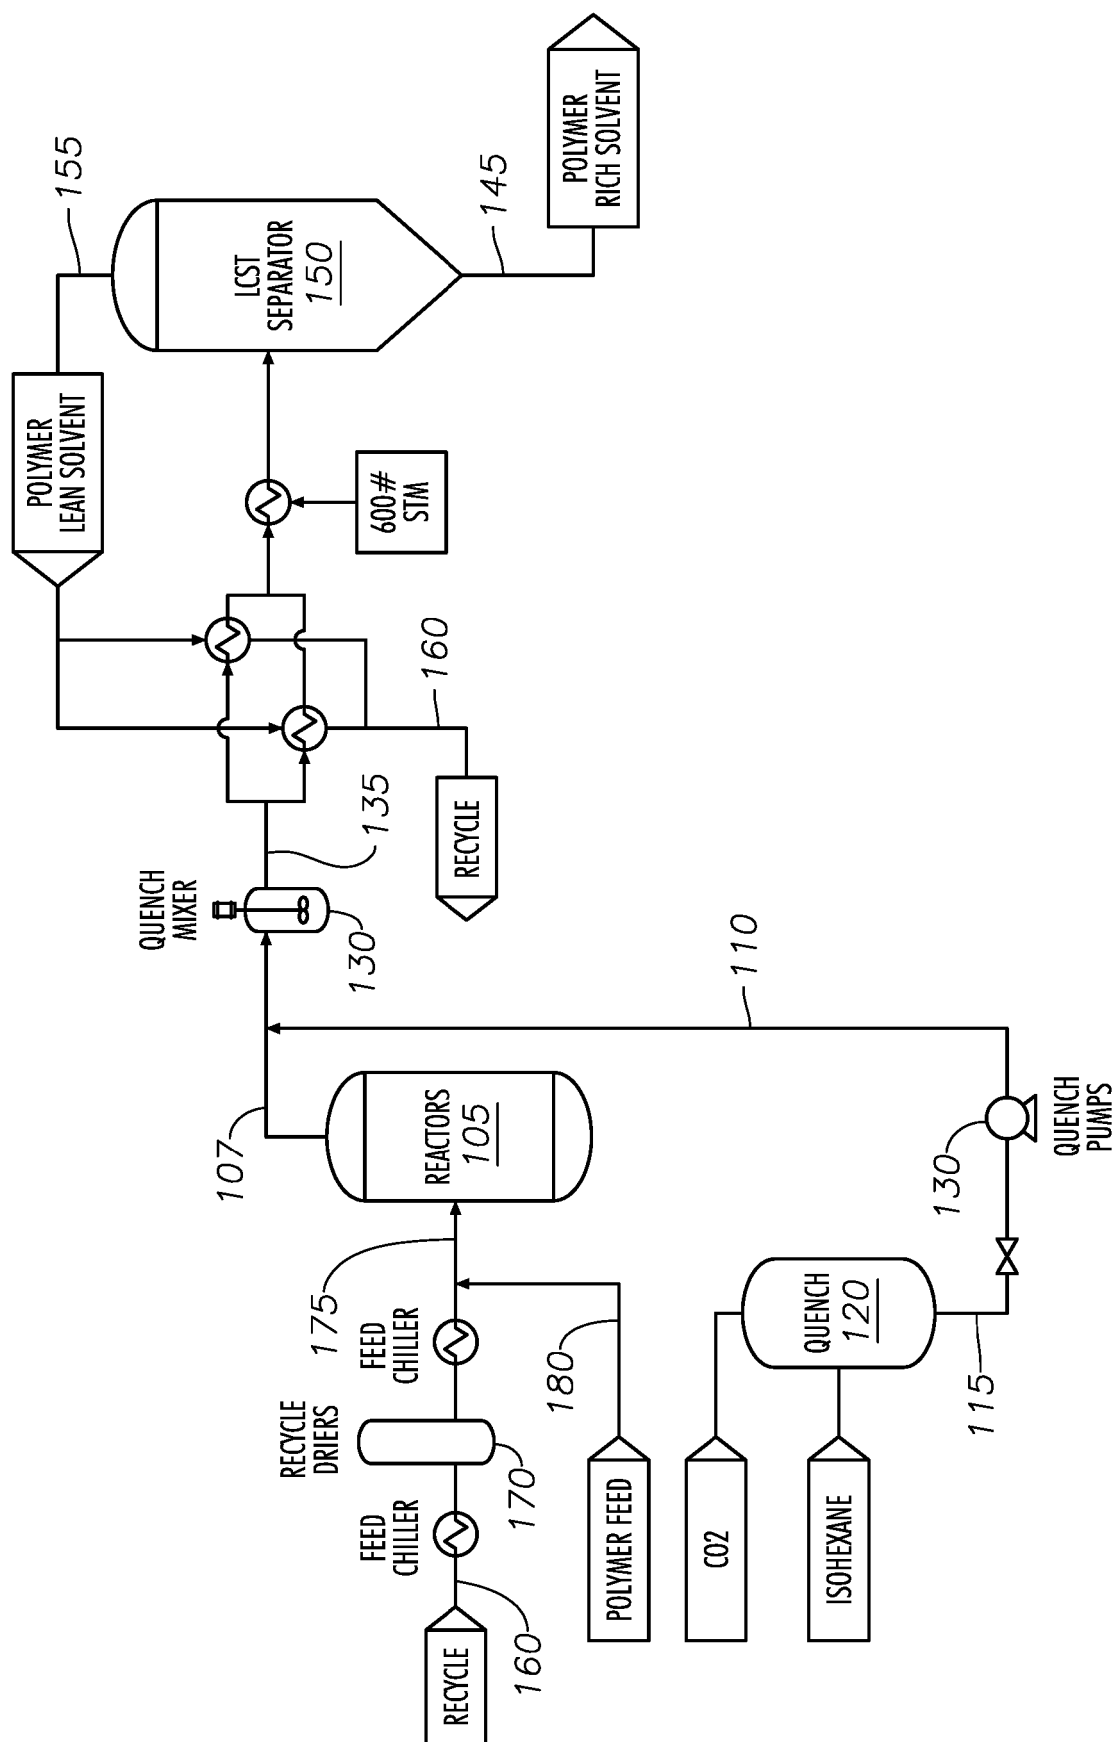 155
POLYMER
LEAN SOLVENT
LCST
SEPARATOR
150
145
POLYMER
RICH SOLVENT
600#
STM
160
RECYCLE
135
QUENCH
MIXER
130
110
107
REACTORS
105
QUENCH
PUMPS
130
175
FEED
CHILLER
RECYCLE
DRIERS
170
FEED
CHILLER
160
RECYCLE
180
POLYMER FEED
QUENCH
120
115
CO2
ISOHEXANE